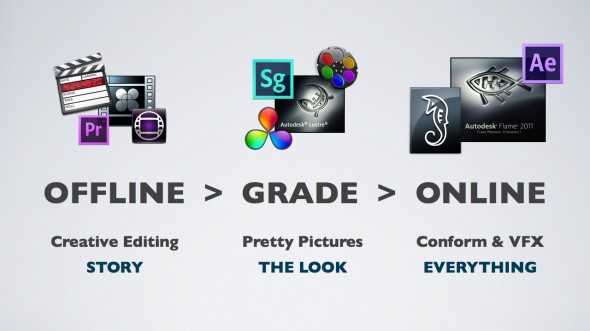 Pr
Sg
Autodesk® Lustre®
Ae
Autodesk® Flame® 2011
OFFLINE > GRADE > ONLINE
Creative Editing
Pretty Pictures
Conform & VFX
STORY
THE LOOK
EVERYTHING